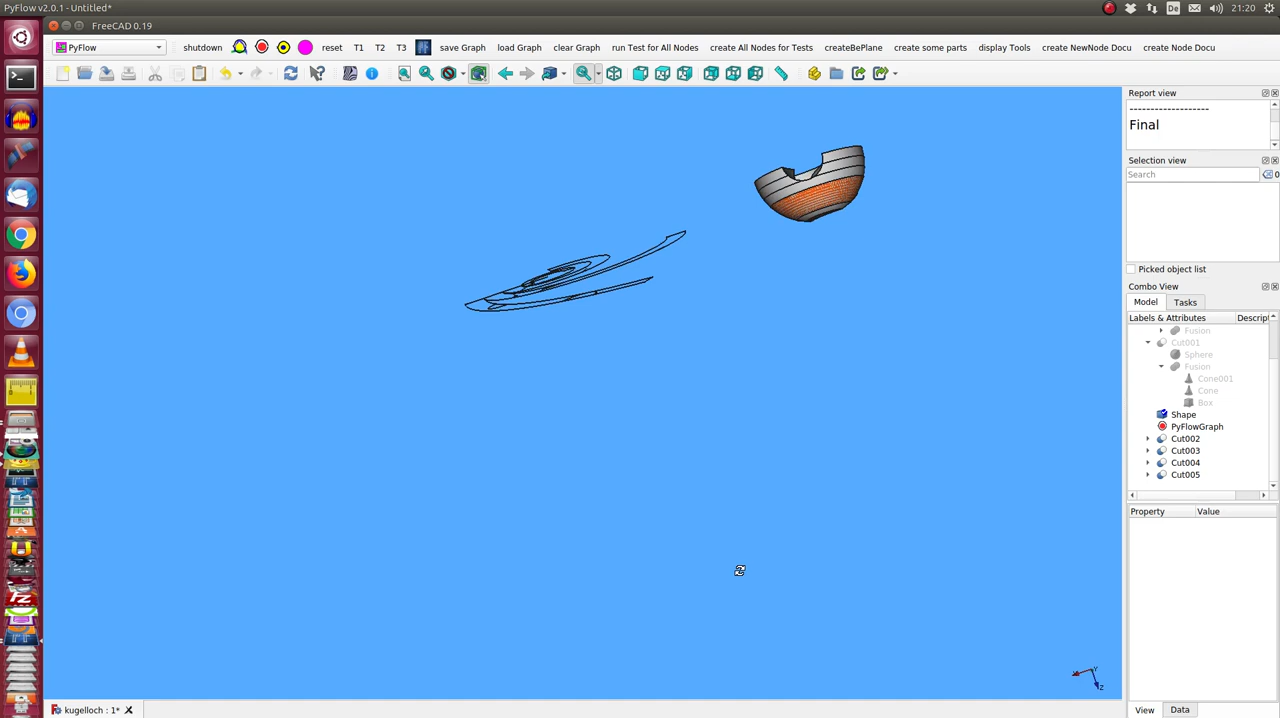 PyFlow v2.0.1 - Untitled*
De
21:20
FreeCAD 0.19
PyFlow
shutdown
reset
T1
T2
T3
save Graph
load Graph
clear Graph
run Test for All Nodes
create All Nodes for Tests
createBePlane
create some parts
display Tools
create NewNode Docu
create Node Docu
Report view
-------------------
Final
Selection view
Search
0
Picked object list
Combo View
Model
Tasks
Labels & Attributes
Descript
Fusion
Cut001
Sphere
Fusion
Cone001
Cone
Box
Shape
PyFlowGraph
Cut002
Cut003
Cut004
Cut005
Property
Value
Y
Z
kugelloch : 1*
View
Data